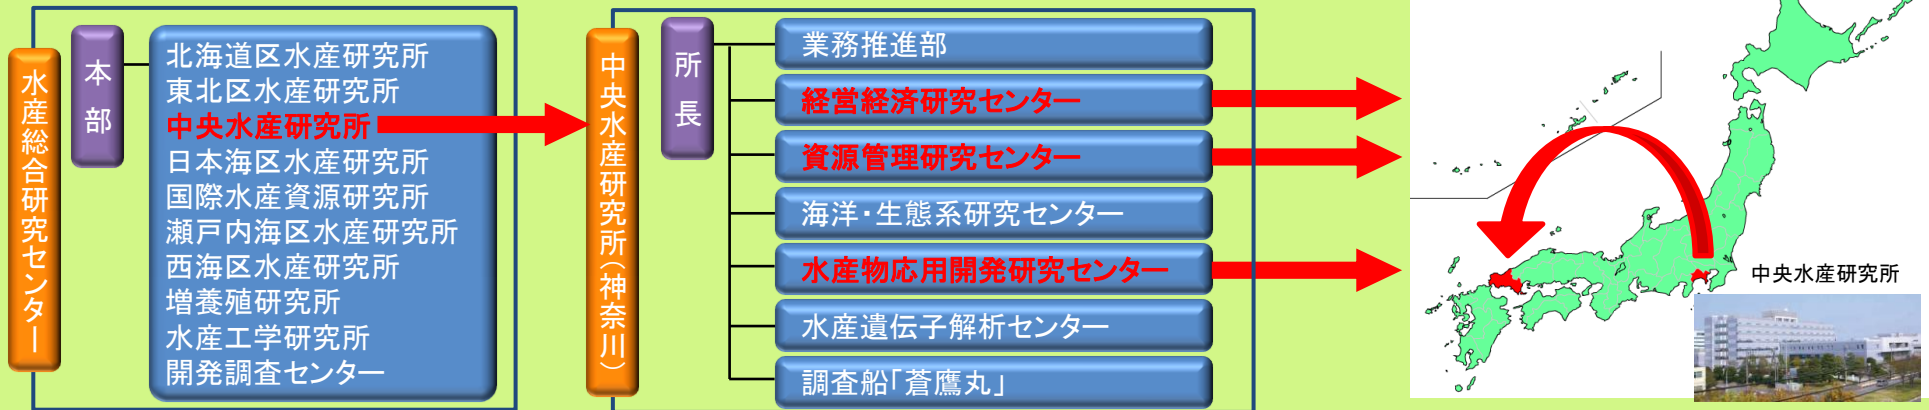 水産総合研究センター
本部
北海道区水産研究所
東北区水産研究所
中央水産研究所
日本海区水産研究所
国際水産資源研究所
瀬戸内海区水産研究所
西海区水産研究所
増養殖研究所
水産工学研究所
開発調査センター
中央水産研究所（神奈川）
所長
業務推進部
経営経済研究センター
資源管理研究センター
海洋・生態系研究センター
水産物応用開発研究センター
水産遺伝子解析センター
調査船「蒼鷹丸」
中央水産研究所